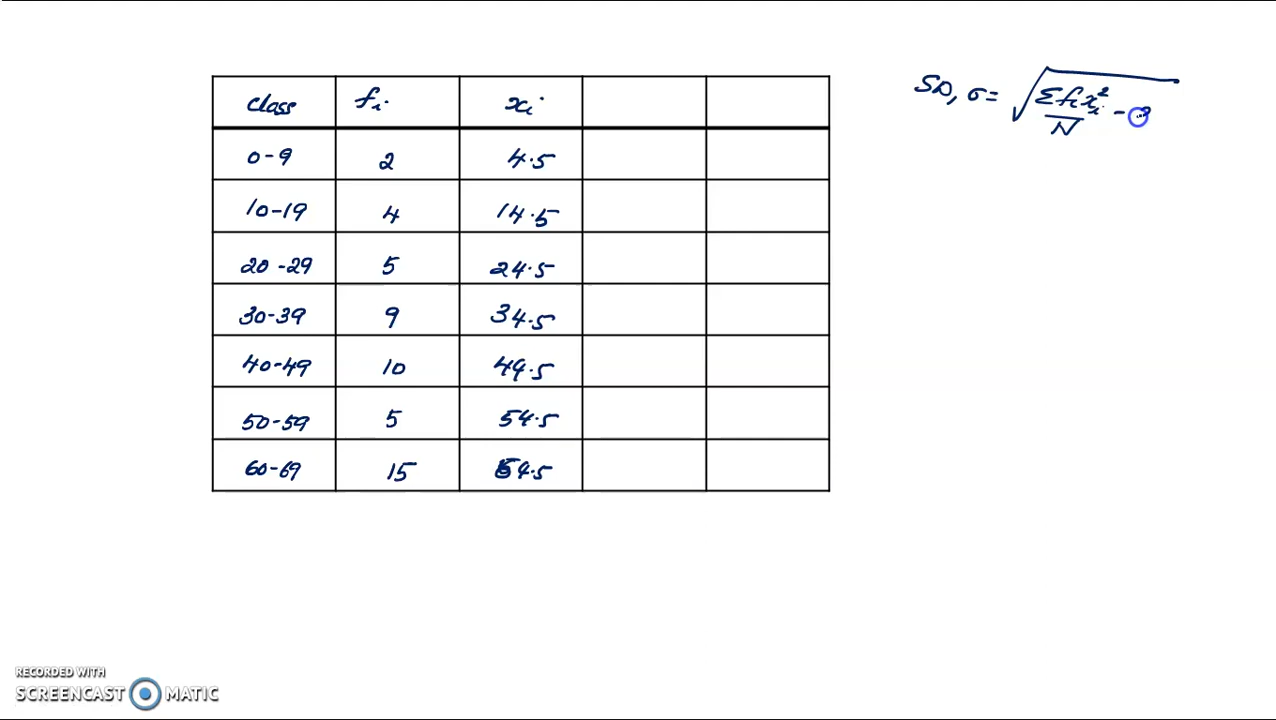 class fi xi
0-9 2 4.5
10-19 4 14.5
20-29 5 24.5
30-39 9 34.5
40-49 10 44.5
50-59 5 54.5
60-69 15 64.5
SD, σ = √ Σfixi² / N -
RECORDED WITH
SCREENCAST MATIC